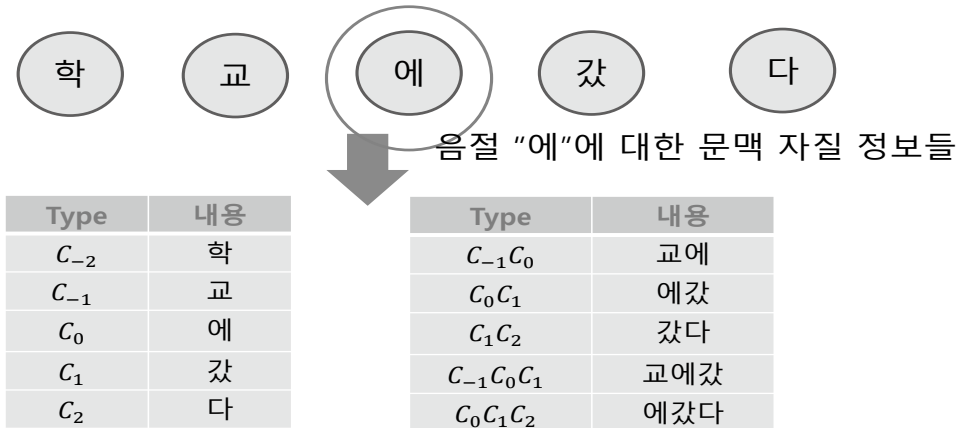 학 교 에 갔 다
음절 "에"에 대한 문맥 자질 정보들
Type 내용
C₋₂ 학
C₋₁ 교
C₀ 에
C₁ 갔
C₂ 다
Type 내용
C₋₁C₀ 교에
C₀C₁ 에갔
C₁C₂ 갔다
C₋₁C₀C₁ 교에갔
C₀C₁C₂ 에갔다